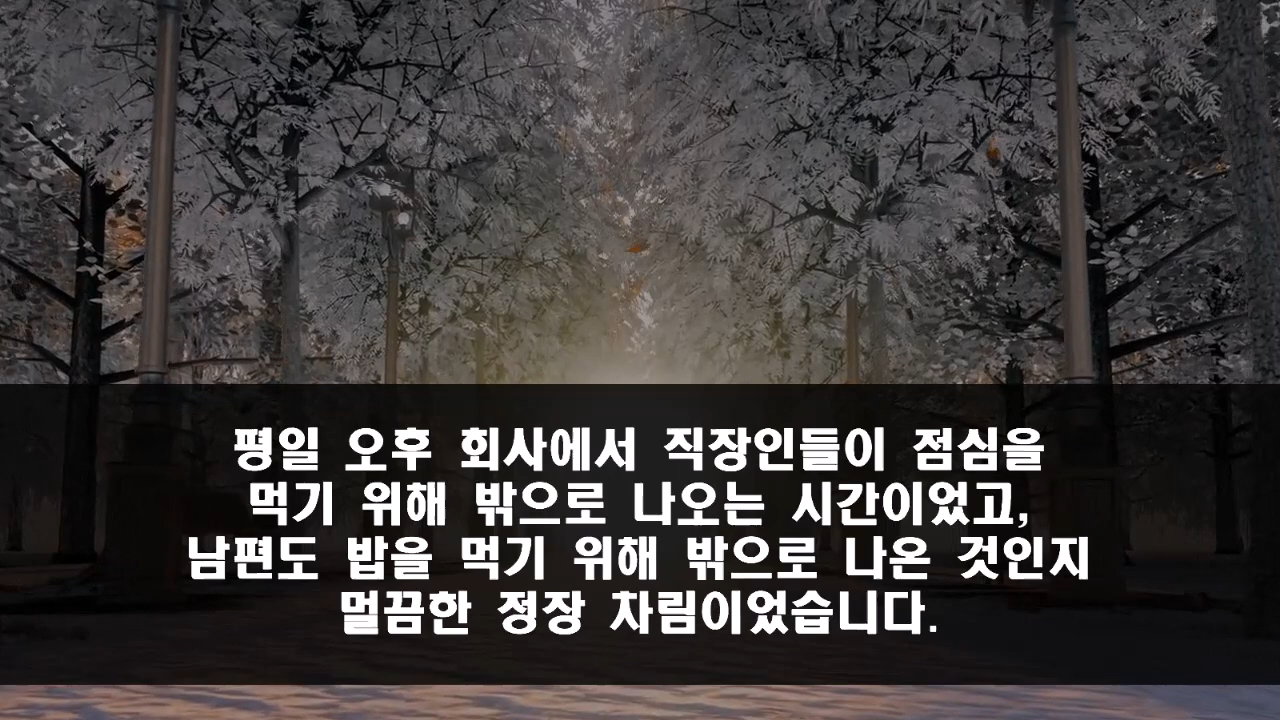 평일 오후 회사에서 직장인들이 점심을
먹기 위해 밖으로 나오는 시간이었고,
남편도 밥을 먹기 위해 밖으로 나온 것인지
멀끔한 정장 차림이었습니다.